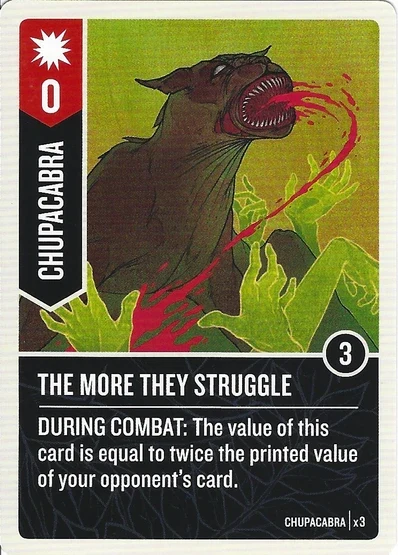 0
CHUPACABRA
3
THE MORE THEY STRUGGLE
DURING COMBAT: The value of this
card is equal to twice the printed value
of your opponent's card.
CHUPACABRA | x3